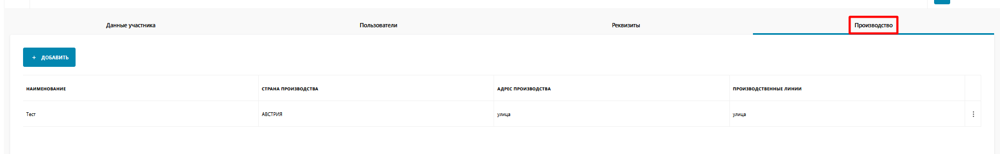 Данные участника Пользователи Реквизиты Производство
+ ДОБАВИТЬ
НАИМЕНОВАНИЕ СТРАНА ПРОИЗВОДСТВА АДРЕС ПРОИЗВОДСТВА ПРОИЗВОДСТВЕННЫЕ ЛИНИИ
Тест АВСТРИЯ улица улица